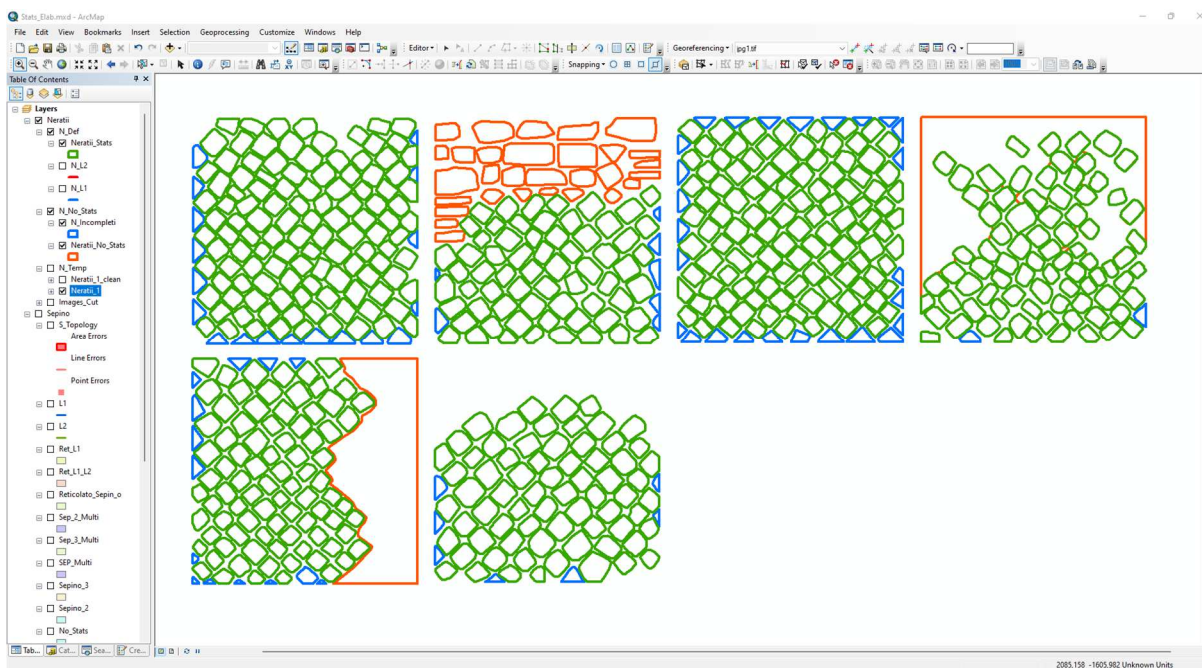 Stats_Elab.mxd - ArcMap
File Edit View Bookmarks Insert Selection Geoprocessing Customize Windows Help
Editor Georeferencing jpg1.tif
Snapping
Table Of Contents
Layers
Neratii
N_Def
Neratii_Stats
N_L2
N_L1
N_No_Stats
N_Incompleti
Neratii_No_Stats
N_Temp
Neratii_1_clean
Neratii_1
Images_Cut
Sepino
S_Topology
Area Errors
Line Errors
Point Errors
L1
L2
Ret_L1
Ret_L1_L2
Reticolato_Sepin_o
Sep_2_Multi
Sep_3_Multi
SEP_Multi
Sepino_3
Sepino_2
No_Stats
Tab... Cat... Sea... Cre...
2085,158 -1605,982 Unknown Units